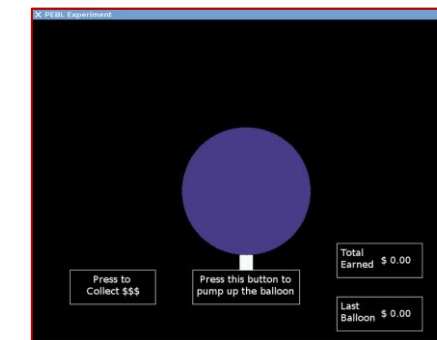 X PEBL Experiment
Total
Earned $ 0.00
Press to
Collect $$$
Press this button to
pump up the balloon
Last
Balloon $ 0.00